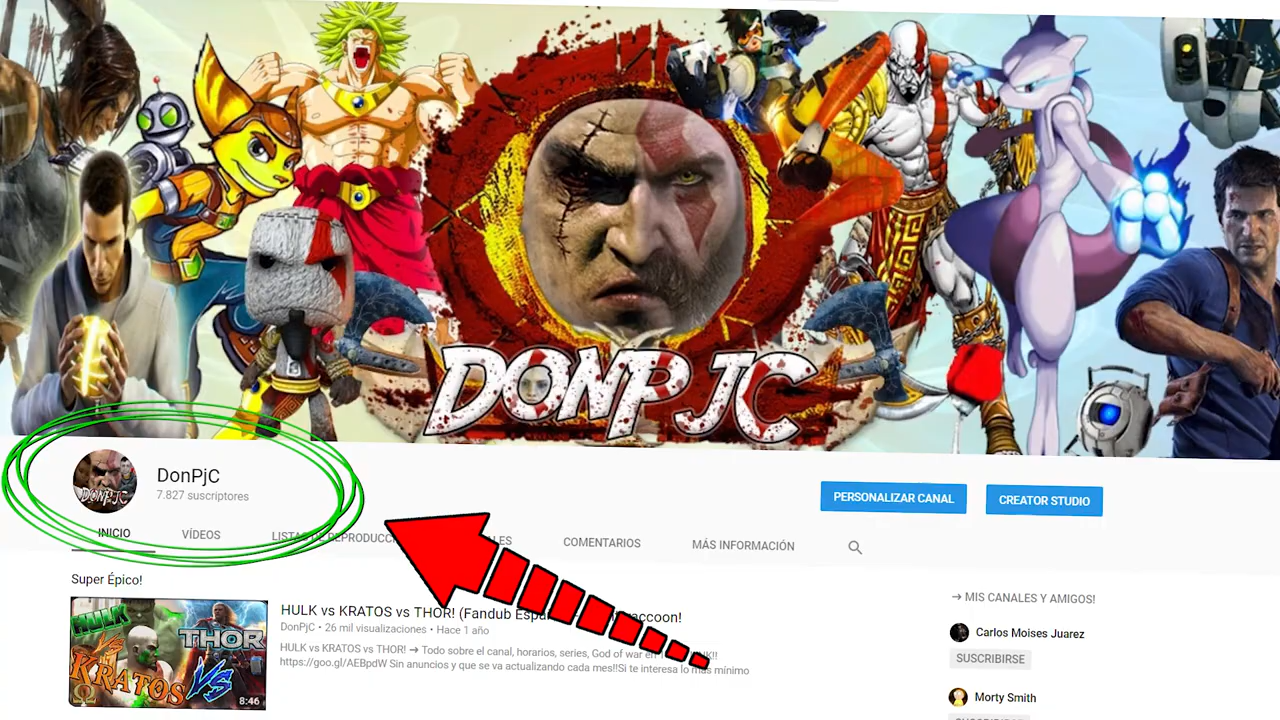 DONPJC
DonPjC
7.827 suscriptores
PERSONALIZAR CANAL
CREATOR STUDIO
INICIO
VÍDEOS
COMENTARIOS
MÁS INFORMACIÓN
Super Épico!
HULK vs KRATOS vs THOR! (Fandub
DonPjC • 26 mil visualizaciones • Hace 1 año
HULK vs KRATOS vs THOR! ➔ Todo sobre el canal, horarios, series, God of war en
https://goo.gl/AEBpdW Sin anuncios y que se va actualizando cada mes!!Si te interesa lo mas mínimo
HULK
THOR
KRATOS
VS
8:46
➔ MIS CANALES Y AMIGOS!
Carlos Moises Juarez
SUSCRIBIRSE
Morty Smith